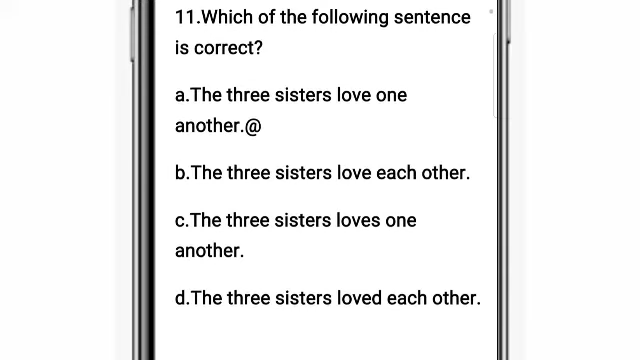 11.Which of the following sentence
is correct?
a.The three sisters love one
another.@
b.The three sisters love each other.
c.The three sisters loves one
another.
d.The three sisters loved each other.